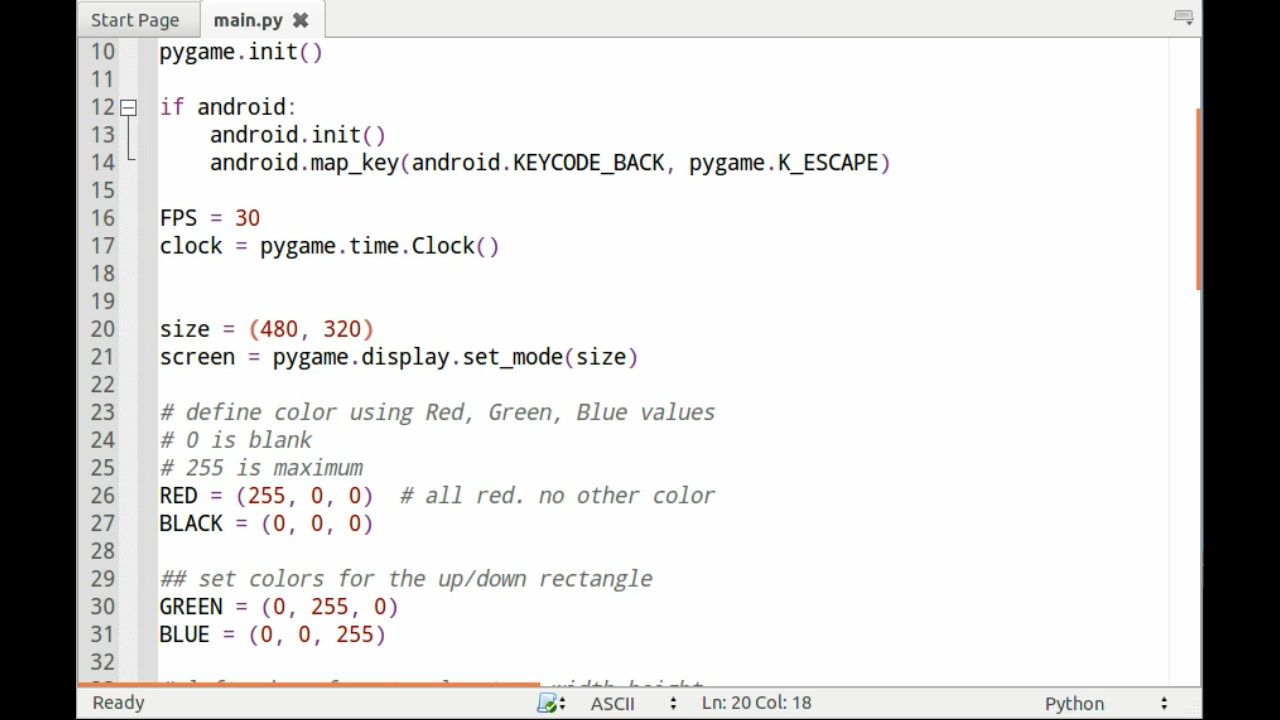 Start Page
main.py
10 pygame.init()
11
12 if android:
13     android.init()
14     android.map_key(android.KEYCODE_BACK, pygame.K_ESCAPE)
15
16 FPS = 30
17 clock = pygame.time.Clock()
18
19
20 size = (480, 320)
21 screen = pygame.display.set_mode(size)
22
23 # define color using Red, Green, Blue values
24 # 0 is blank
25 # 255 is maximum
26 RED = (255, 0, 0)  # all red. no other color
27 BLACK = (0, 0, 0)
28
29 ## set colors for the up/down rectangle
30 GREEN = (0, 255, 0)
31 BLUE = (0, 0, 255)
32
Ready ASCII Ln: 20 Col: 18 Python